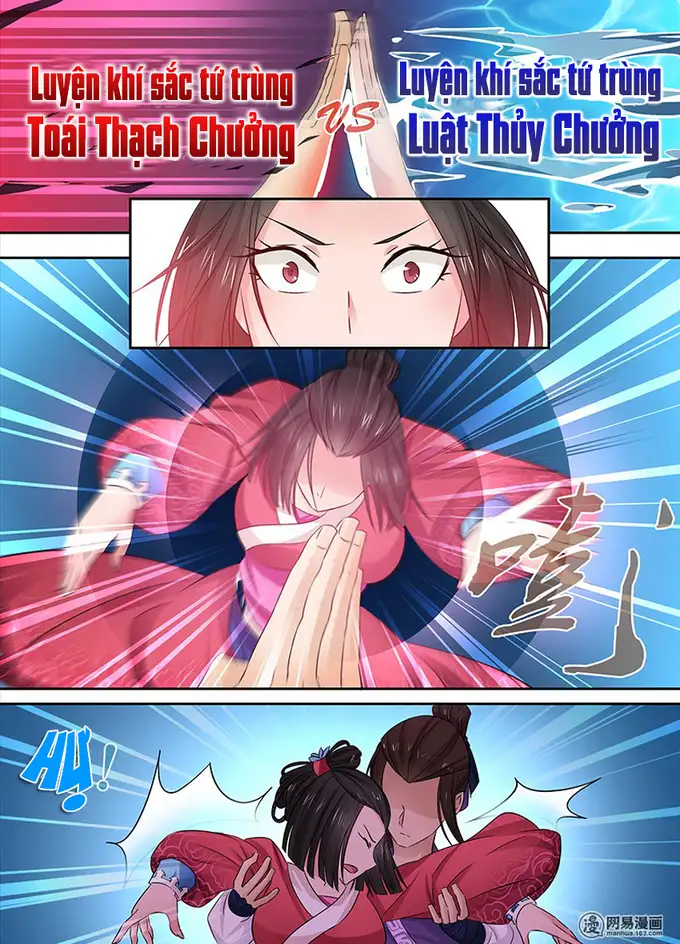 Luyện khí sắc tứ trùng
Toái Thạch Chưởng
VS
Luyện khí sắc tứ trùng
Luật Thủy Chưởng
HỰ!
网易漫画
manhua.163.com